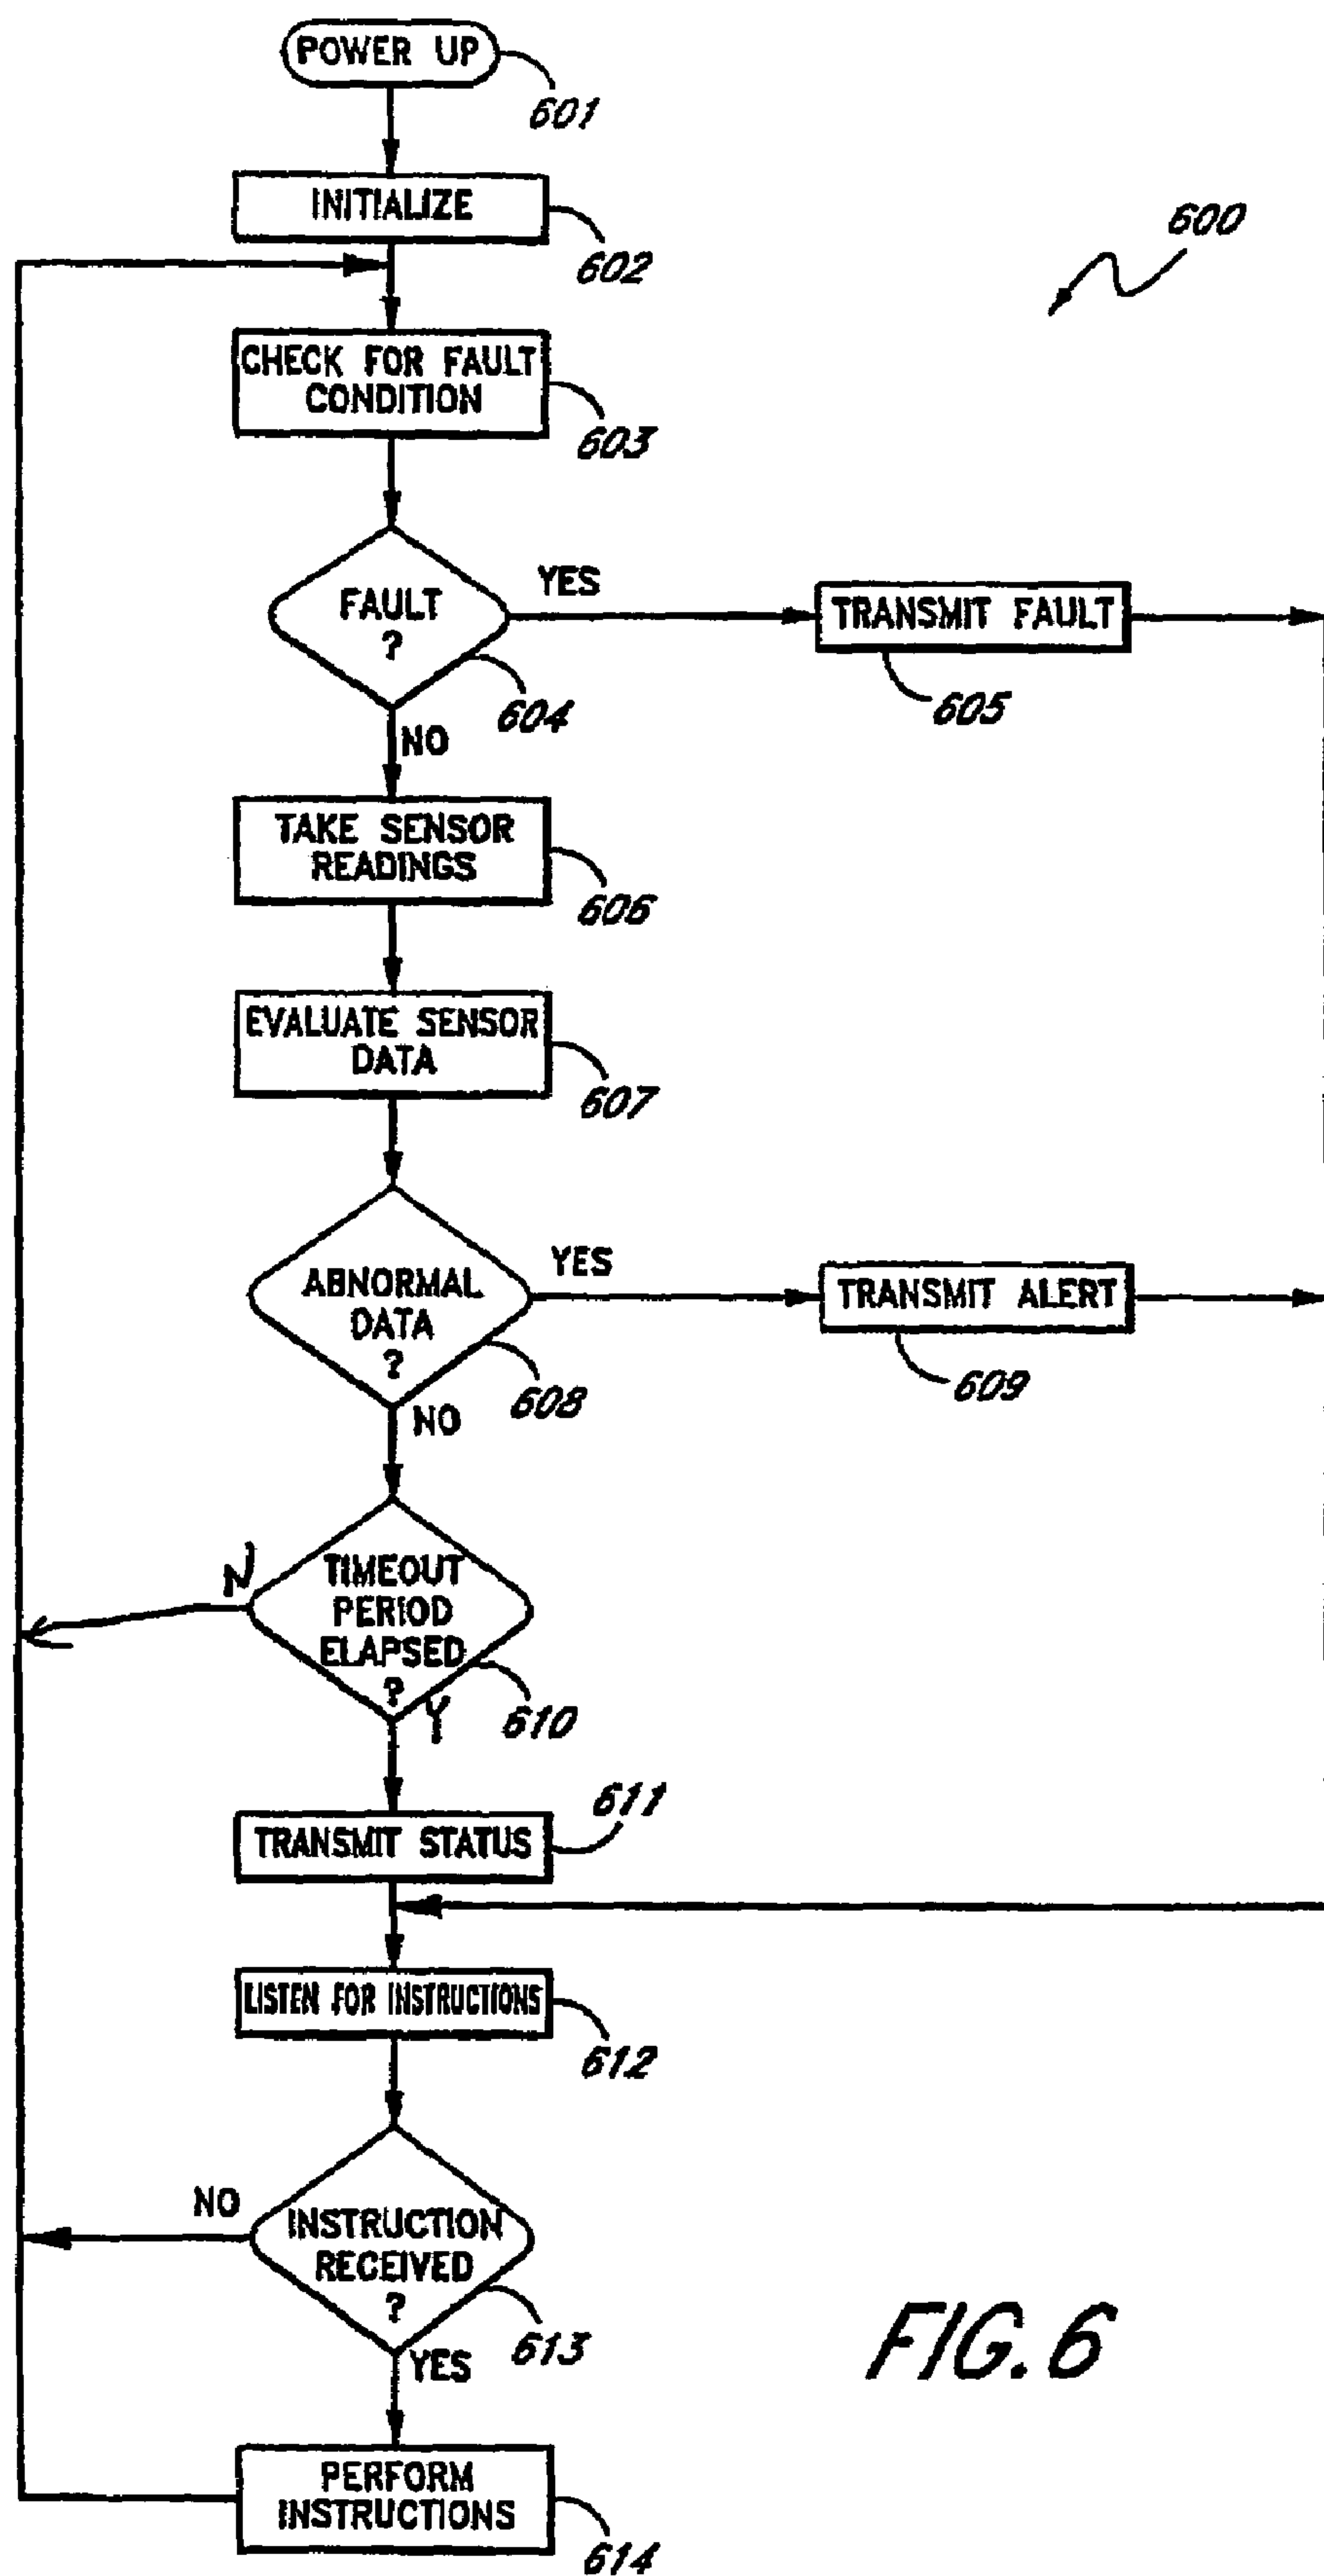 POWER UP
601
INITIALIZE
602
600
CHECK FOR FAULT
CONDITION
603
FAULT
?
604
YES
TRANSMIT FAULT
605
NO
TAKE SENSOR
READINGS
606
EVALUATE SENSOR
DATA
607
ABNORMAL
DATA
?
608
YES
TRANSMIT ALERT
609
NO
N
TIMEOUT
PERIOD
ELAPSED
?
Y
610
611
TRANSMIT STATUS
LISTEN FOR INSTRUCTIONS
612
NO
INSTRUCTION
RECEIVED
?
613
YES
FIG. 6
PERFORM
INSTRUCTIONS
614